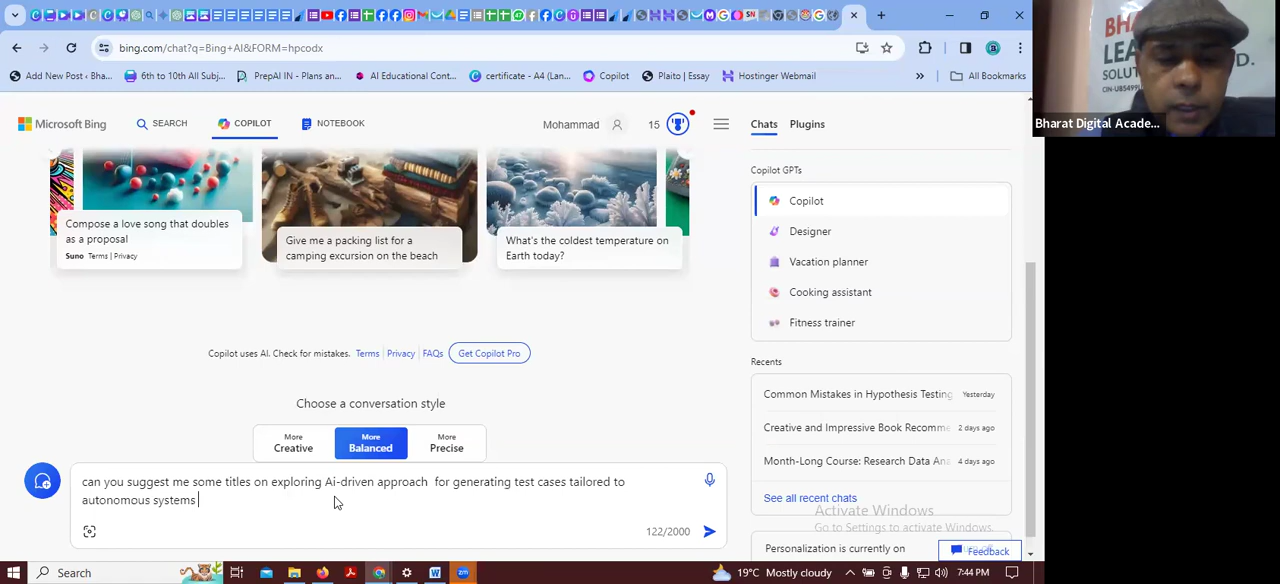 bing.com/chat?q=Bing+AI&FORM=hpcodx
Add New Post ‹ Bha...
6th to 10th All Subj...
PrepAI IN - Plans an...
AI Educational Cont...
certificate - A4 (Lan...
Copilot
Plaito | Essay
Hostinger Webmail
»
All Bookmarks
BHA
LEA
SOLUT
D.
Bharat Digital Acade...
Microsoft Bing
SEARCH
COPILOT
NOTEBOOK
Mohammad
15
Chats
Plugins
Compose a love song that doubles
as a proposal
Suno Terms | Privacy
Give me a packing list for a
camping excursion on the beach
What's the coldest temperature on
Earth today?
Copilot GPTs
Copilot
Designer
Vacation planner
Cooking assistant
Fitness trainer
Copilot uses AI. Check for mistakes. Terms | Privacy | FAQs Get Copilot Pro
Recents
Common Mistakes in Hypothesis Testing Yesterday
Creative and Impressive Book Recomme 2 days ago
Month-Long Course: Research Data Ana 4 days ago
See all recent chats
Choose a conversation style
More
Creative
More
Balanced
More
Precise
can you suggest me some titles on exploring Ai-driven approach for generating test cases tailored to
autonomous systems
122/2000
Activate Windows
Go to Settings to activate Windows.
Personalization is currently on
Feedback
Search
19°C Mostly cloudy
ENG
7:44 PM